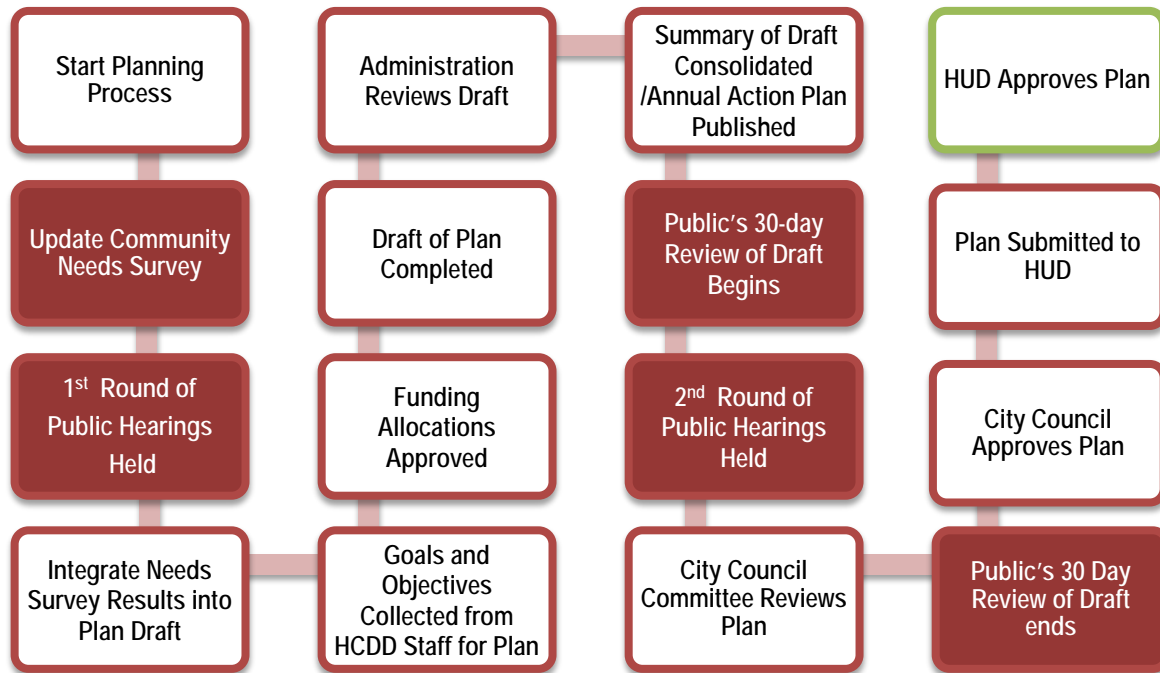 Start Planning
Process
Update Community
Needs Survey
1st Round of
Public Hearings
Held
Integrate Needs
Survey Results into
Plan Draft
Goals and
Objectives
Collected from
HCDD Staff for Plan
Funding
Allocations
Approved
Draft of Plan
Completed
Administration
Reviews Draft
Summary of Draft
Consolidated
/Annual Action Plan
Published
Public's 30-day
Review of Draft
Begins
2nd Round of
Public Hearings
Held
City Council
Committee Reviews
Plan
Public's 30 Day
Review of Draft
ends
City Council
Approves Plan
Plan Submitted to
HUD
HUD Approves Plan